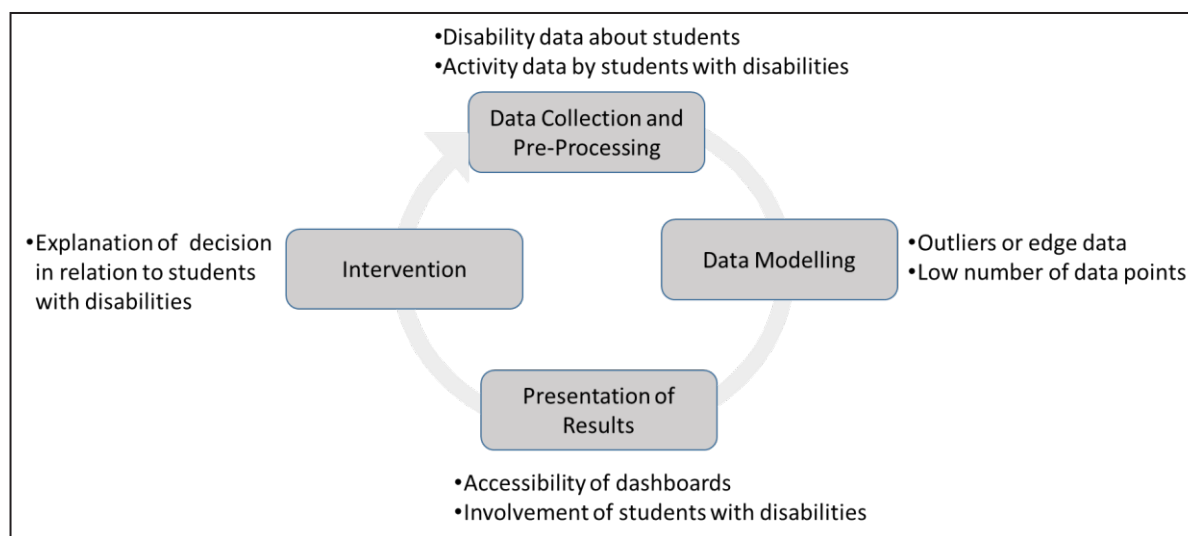 •Disability data about students
•Activity data by students with disabilities
Data Collection and
Pre-Processing
•Explanation of decision
in relation to students
with disabilities
Intervention
Data Modelling
•Outliers or edge data
•Low number of data points
Presentation of
Results
•Accessibility of dashboards
•Involvement of students with disabilities